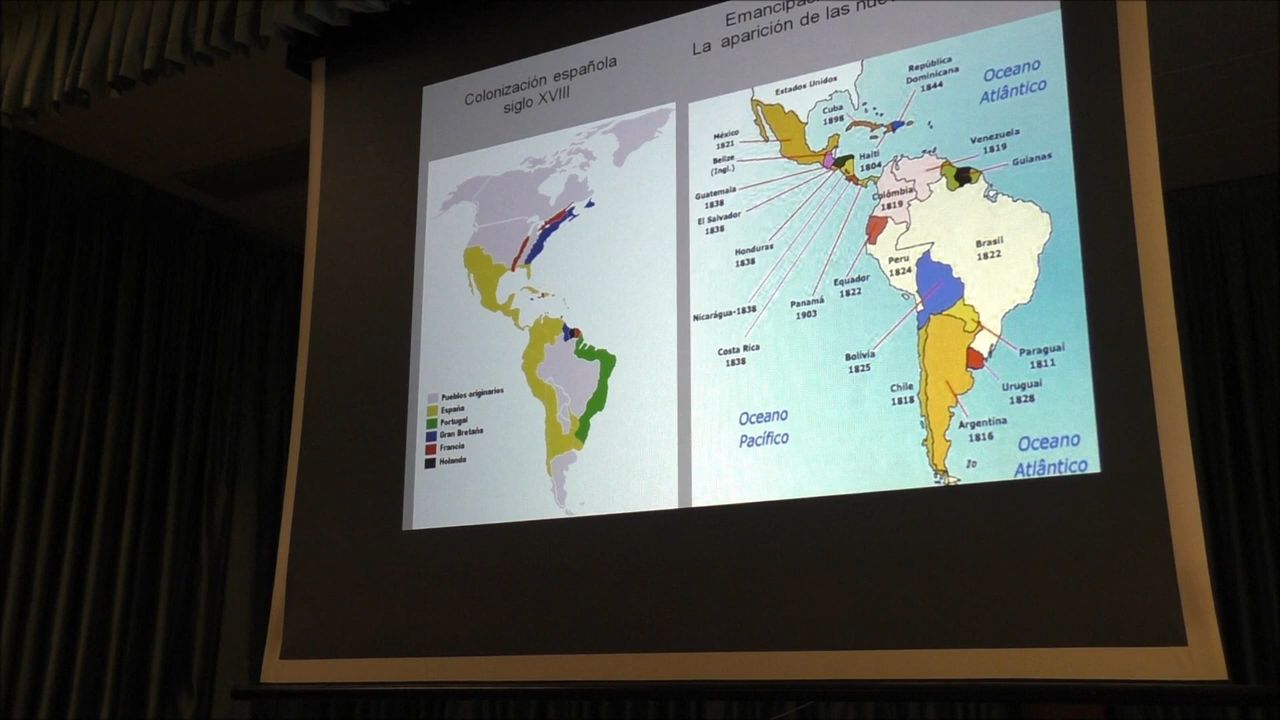 Colonización española
siglo XVIII
Pueblos originarios
España
Portugal
Gran Bretaña
Francia
Holanda
La aparición de las
Estados Unidos
República
Dominicana
1844
Oceano
Atlântico
Cuba
1898
México
1821
Belize
(Ingl.)
Haiti
1804
Venezuela
1819
Guianas
Guatemala
1838
Colômbia
1819
El Salvador
1838
Honduras
1838
Brasil
1822
Peru
1824
Equador
1822
Nicarágua-1838
Panamá
1903
Costa Rica
1838
Bolívia
1825
Paraguai
1811
Chile
1818
Uruguai
1828
Argentina
1816
Oceano
Pacífico
Oceano
Atlântico